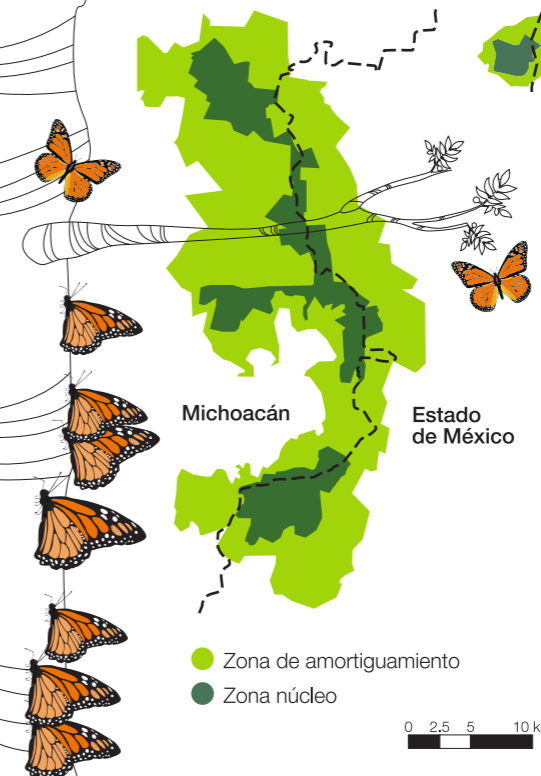 Michoacán
Estado
de México
Zona de amortiguamiento
Zona núcleo
0 2.5 5 10 k